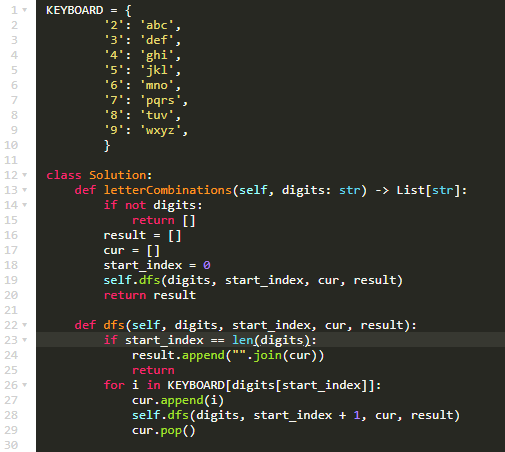 1 KEYBOARD = {
2         '2': 'abc',
3         '3': 'def',
4         '4': 'ghi',
5         '5': 'jkl',
6         '6': 'mno',
7         '7': 'pqrs',
8         '8': 'tuv',
9         '9': 'wxyz',
10         }
11
12 class Solution:
13     def letterCombinations(self, digits: str) -> List[str]:
14         if not digits:
15             return []
16         result = []
17         cur = []
18         start_index = 0
19         self.dfs(digits, start_index, cur, result)
20         return result
21
22     def dfs(self, digits, start_index, cur, result):
23         if start_index == len(digits):
24             result.append("".join(cur))
25             return
26         for i in KEYBOARD[digits[start_index]]:
27             cur.append(i)
28             self.dfs(digits, start_index + 1, cur, result)
29             cur.pop()
30